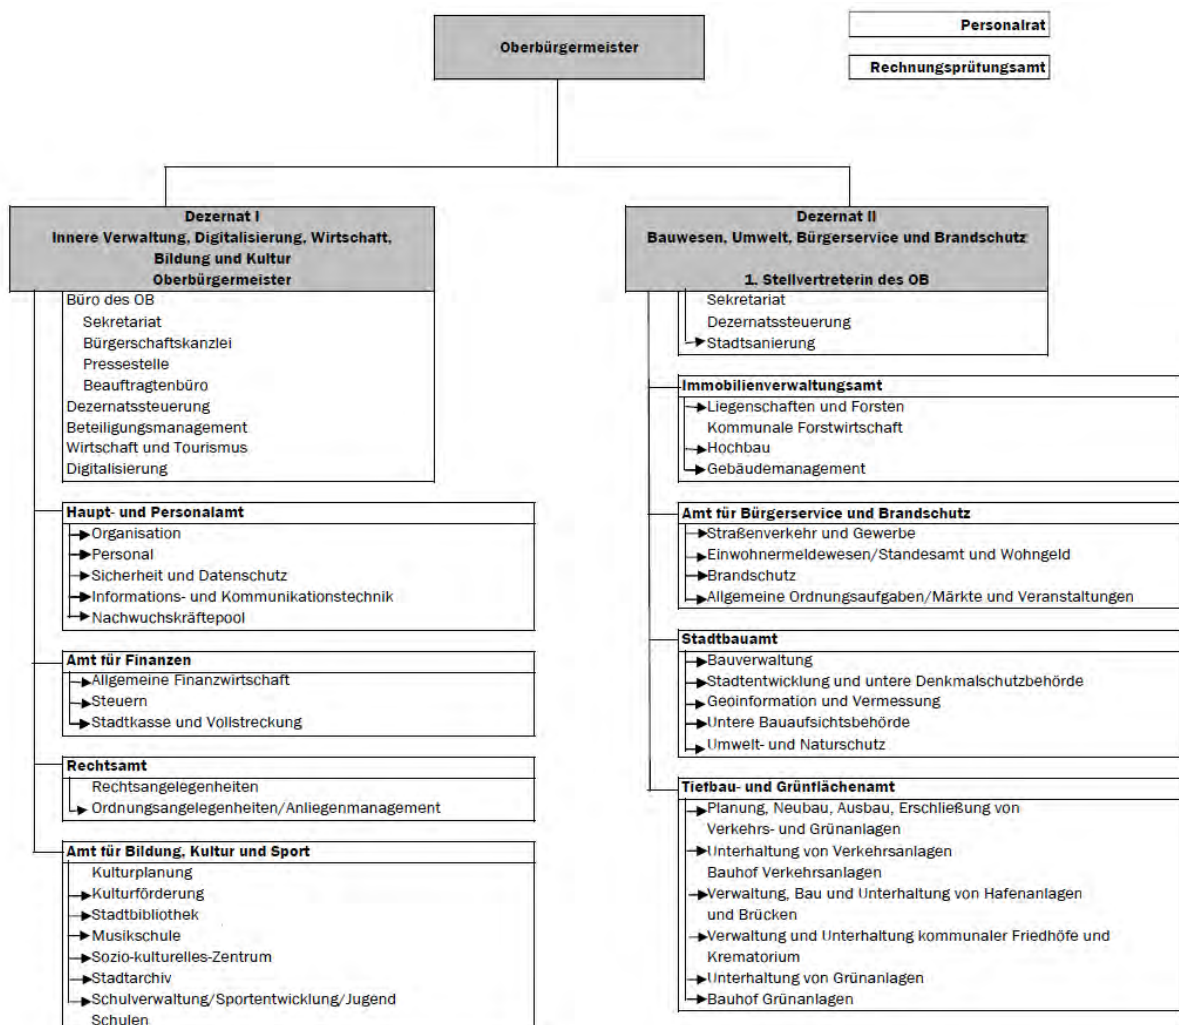 Oberbürgermeister
Personalrat
Rechnungsprüfungsamt
Dezernat I
Innere Verwaltung, Digitalisierung, Wirtschaft,
Bildung und Kultur
Oberbürgermeister
Büro des OB
Sekretariat
Bürgerschaftskanzlei
Pressestelle
Beauftragtenbüro
Dezernatssteuerung
Beteiligungsmanagement
Wirtschaft und Tourismus
Digitalisierung
Haupt- und Personalamt
Organisation
Personal
Sicherheit und Datenschutz
Informations- und Kommunikationstechnik
Nachwuchskräftepool
Amt für Finanzen
Allgemeine Finanzwirtschaft
Steuern
Stadtkasse und Vollstreckung
Rechtsamt
Rechtsangelegenheiten
Ordnungsangelegenheiten/Anliegenmanagement
Amt für Bildung, Kultur und Sport
Kulturplanung
Kulturförderung
Stadtbibliothek
Musikschule
Sozio-kulturelles-Zentrum
Stadtarchiv
Schulverwaltung/Sportentwicklung/Jugend
Schulen
Dezernat II
Bauwesen, Umwelt, Bürgerservice und Brandschutz
1. Stellvertreterin des OB
Sekretariat
Dezernatssteuerung
Stadtsanierung
Immobilienverwaltungsamt
Liegenschaften und Forsten
Kommunale Forstwirtschaft
Hochbau
Gebäudemanagement
Amt für Bürgerservice und Brandschutz
Straßenverkehr und Gewerbe
Einwohnermeldewesen/Standesamt und Wohngeld
Brandschutz
Allgemeine Ordnungsaufgaben/Märkte und Veranstaltungen
Stadtbauamt
Bauverwaltung
Stadtentwicklung und untere Denkmalschutzbehörde
Geoinformation und Vermessung
Untere Bauaufsichtsbehörde
Umwelt- und Naturschutz
Tiefbau- und Grünflächenamt
Planung, Neubau, Ausbau, Erschließung von
Verkehrs- und Grünanlagen
Unterhaltung von Verkehrsanlagen
Bauhof Verkehrsanlagen
Verwaltung, Bau und Unterhaltung von Hafenanlagen
und Brücken
Verwaltung und Unterhaltung kommunaler Friedhöfe und
Krematorium
Unterhaltung von Grünanlagen
Bauhof Grünanlagen